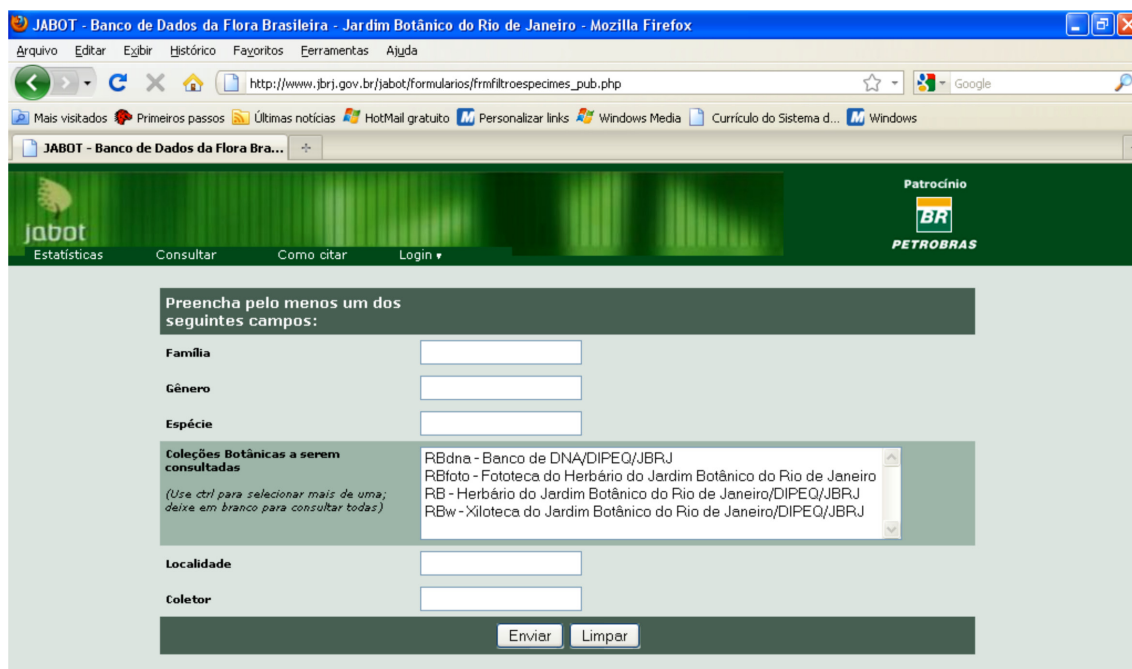 JABOT - Banco de Dados da Flora Brasileira - Jardim Botânico do Rio de Janeiro - Mozilla Firefox
Arquivo Editar Exibir Histórico Favoritos Ferramentas Ajuda
http://www.jbrj.gov.br/jabot/formularios/frmfiltroespecimes_pub.php
Google
Mais visitados Primeiros passos Últimas notícias HotMail gratuito Personalizar links Windows Media Currículo do Sistema d... Windows
JABOT - Banco de Dados da Flora Bra...
Patrocínio
BR
PETROBRAS
jabot
Estatísticas Consultar Como citar Login
Preencha pelo menos um dos
seguintes campos:
Família
Gênero
Espécie
Coleções Botânicas a serem
consultadas
(Use ctrl para selecionar mais de uma;
deixe em branco para consultar todas)
RBdna - Banco de DNA/DIPEQ/JBRJ
RBfoto - Fototeca do Herbário do Jardim Botânico do Rio de Janeiro
RB - Herbário do Jardim Botânico do Rio de Janeiro/DIPEQ/JBRJ
RBw - Xiloteca do Jardim Botânico do Rio de Janeiro/DIPEQ/JBRJ
Localidade
Coletor
Enviar Limpar